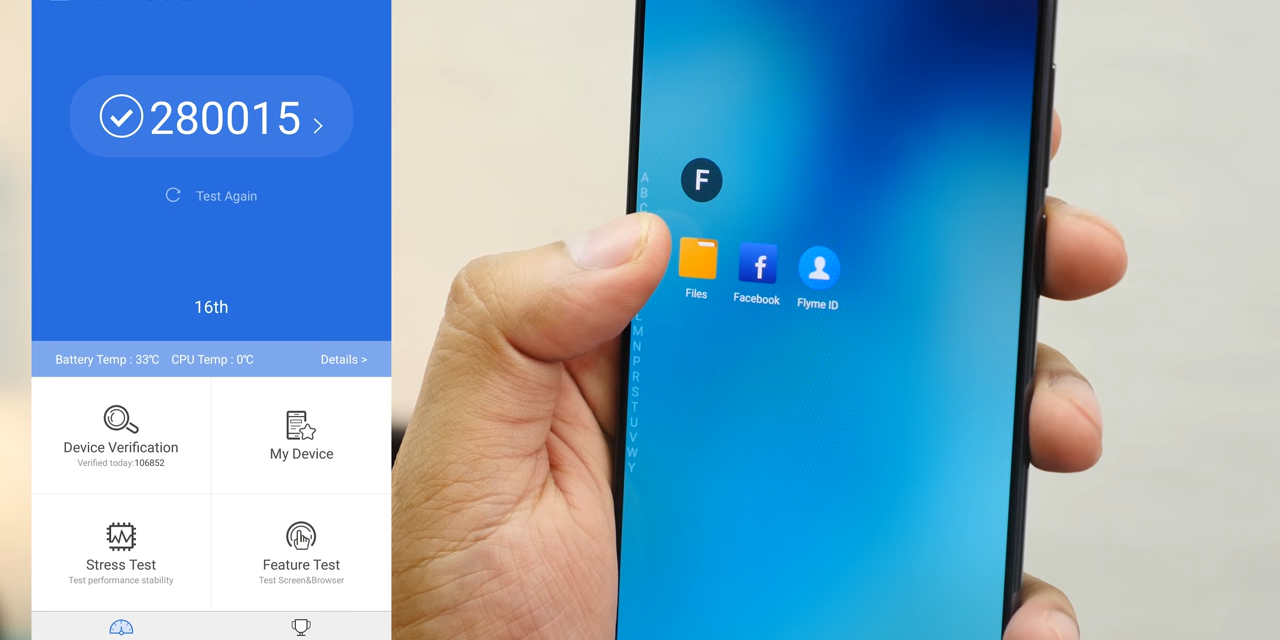 280015
Test Again
16th
Battery Temp : 33℃ CPU Temp : 0℃ Details >
Device Verification
Verified today:106852
My Device
Stress Test
Test performance stability
Feature Test
Test Screen&Browser
A
B
C
F
Files
Facebook
Flyme ID
L
M
N
P
R
S
T
U
V
W
Y